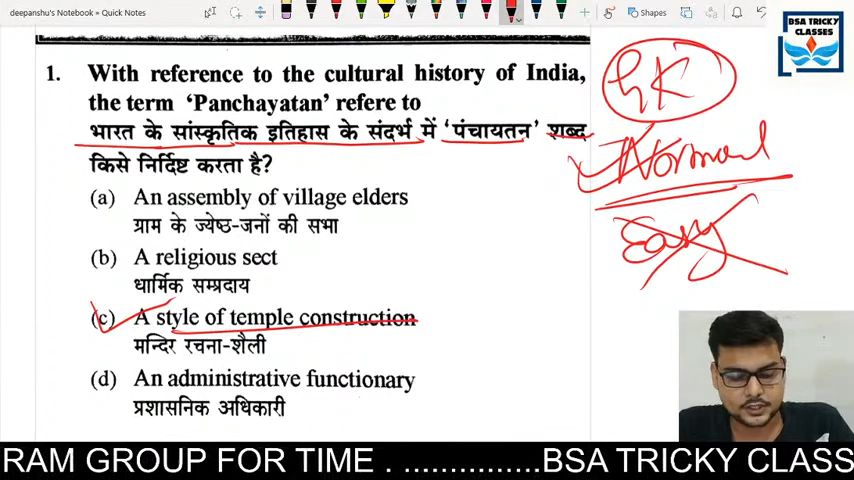 deepanshu's Notebook • Quick Notes
Shapes
BSA TRICKY
CLASSES
GK
Normal
Easy
1. With reference to the cultural history of India,
the term ‘Panchayatan’ refere to
भारत के सांस्कृतिक इतिहास के संदर्भ में ‘पंचायतन’ शब्द
किसे निर्दिष्ट करता है?
(a) An assembly of village elders
ग्राम के ज्येष्ठ-जनों की सभा
(b) A religious sect
धार्मिक सम्प्रदाय
(c) A style of temple construction
मन्दिर रचना-शैली
(d) An administrative functionary
प्रशासनिक अधिकारी
RAM GROUP FOR TIME . ..............BSA TRICKY CLASS